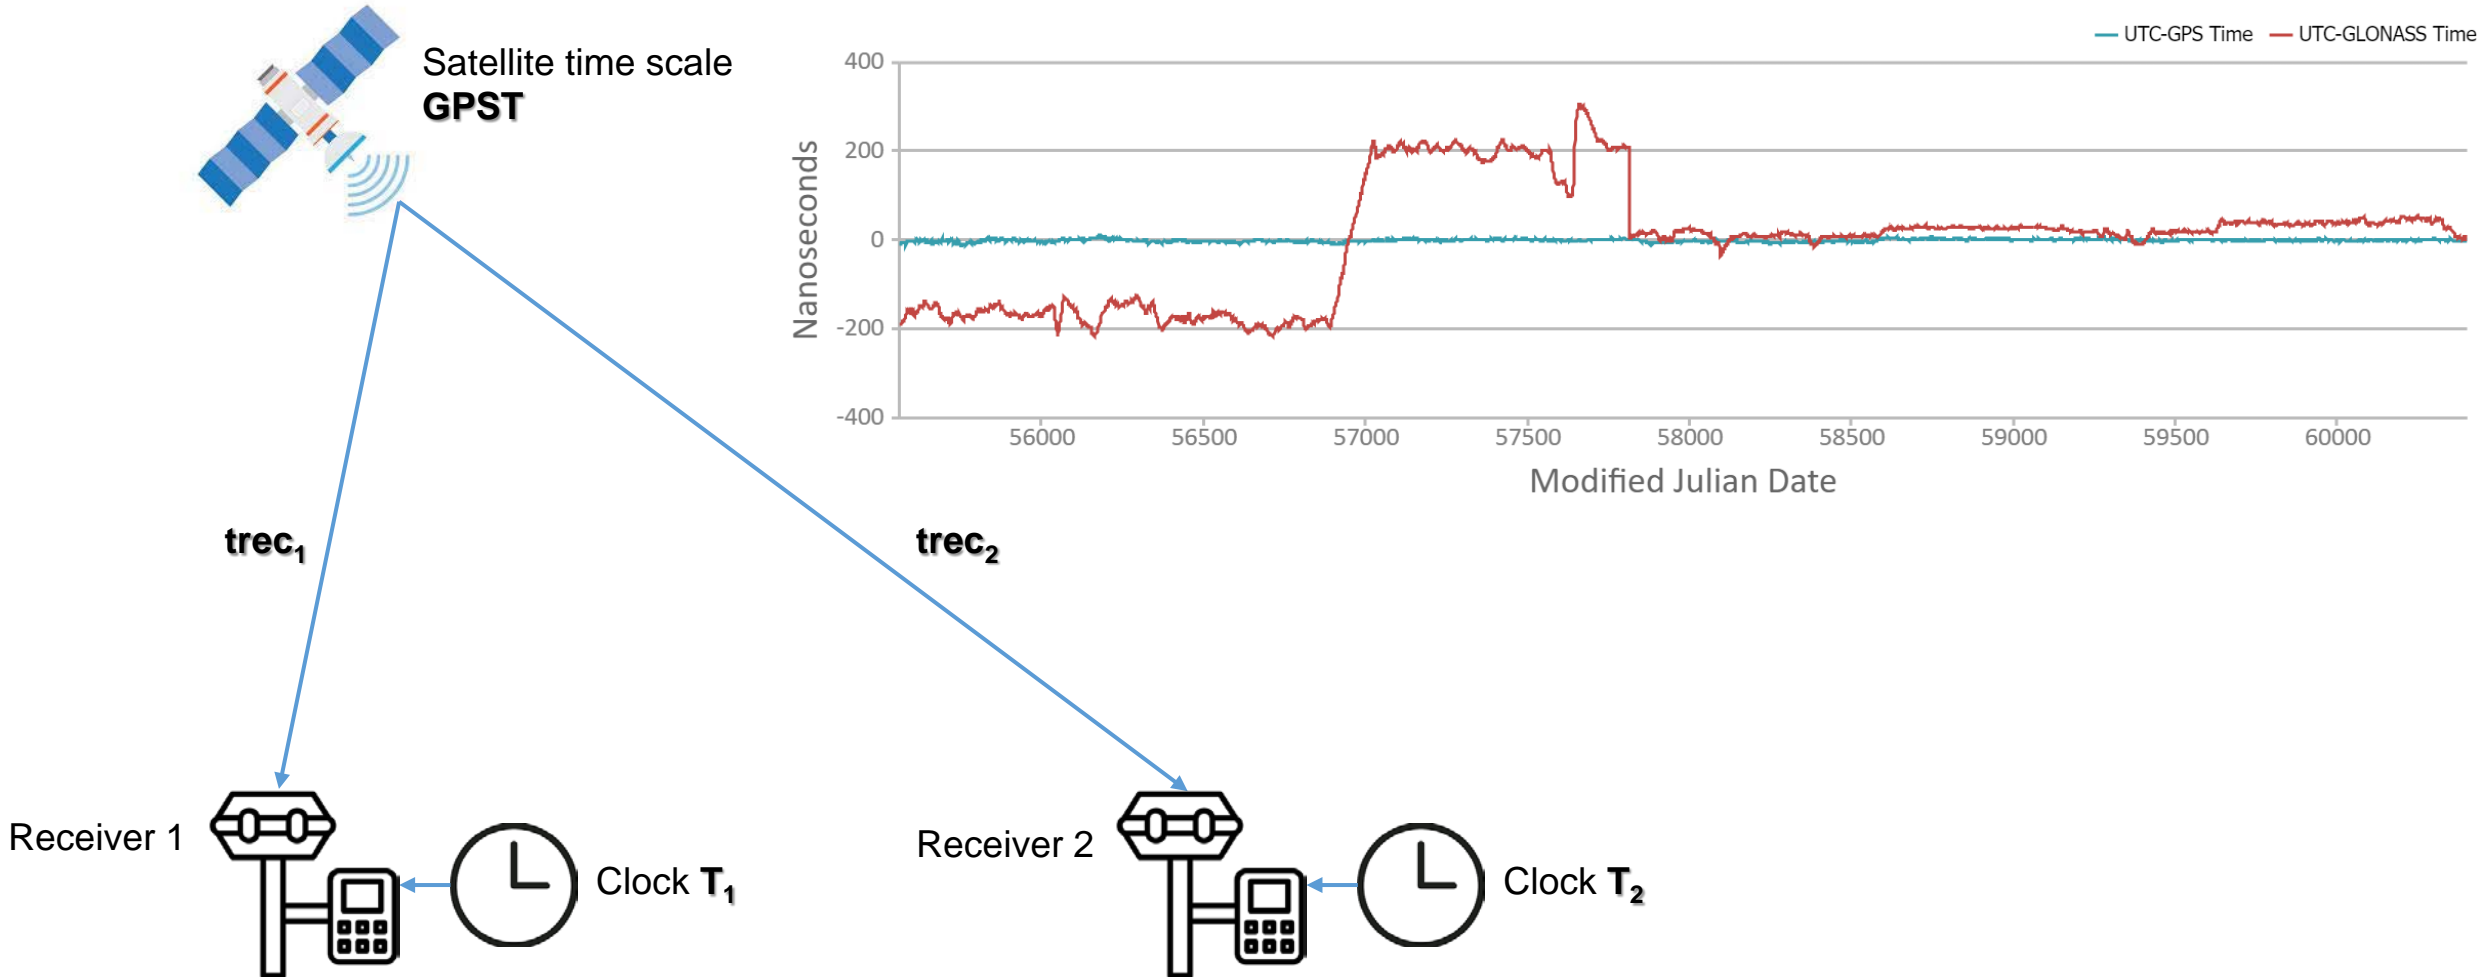 Satellite time scale
GPST
UTC-GPS Time UTC-GLONASS Time
400
200
0
-200
-400
Nanoseconds
56000 56500 57000 57500 58000 58500 59000 59500 60000
Modified Julian Date
trec1
trec2
Receiver 1
Clock T1
Receiver 2
Clock T2